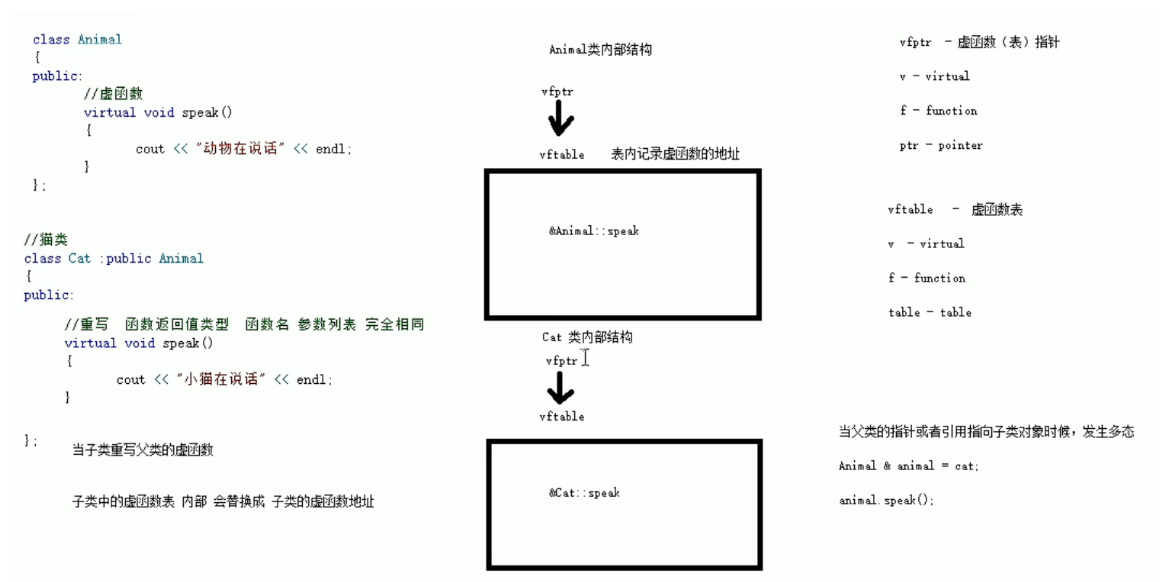 class Animal
{
public:
//虚函数
virtual void speak()
{
cout << "动物在说话" << endl;
}
};
//猫类
class Cat :public Animal
{
public:
//重写 函数返回值类型 函数名 参数列表 完全相同
virtual void speak()
{
cout << "小猫在说话" << endl;
}
};
当子类重写父类的虚函数
子类中的虚函数表 内部 会替换成 子类的虚函数地址
Animal类内部结构
vfptr
vftable 表内记录虚函数的地址
&Animal::speak
Cat 类内部结构
vfptr
vftable
&Cat::speak
vfptr - 虚函数（表）指针
v - virtual
f - function
ptr - pointer
vftable - 虚函数表
v - virtual
f - function
table - table
当父类的指针或者引用指向子类对象时候，发生多态
Animal & animal = cat;
animal.speak();